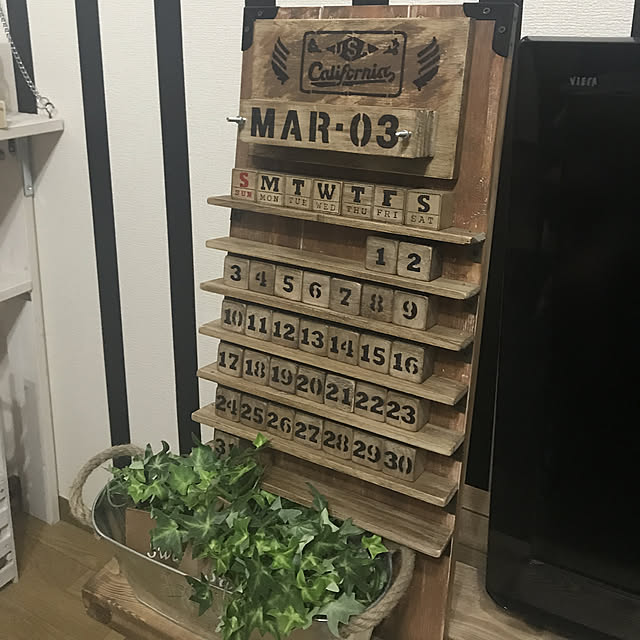 USL
California
MAR·03
S M T W T F S
SUN MON TUE WED THU FRI SAT
1 2
3 4 5 6 7 8 9
10 11 12 13 14 15 16
17 18 19 20 21 22 23
24 25 26 27 28 29 30
31
VIERA